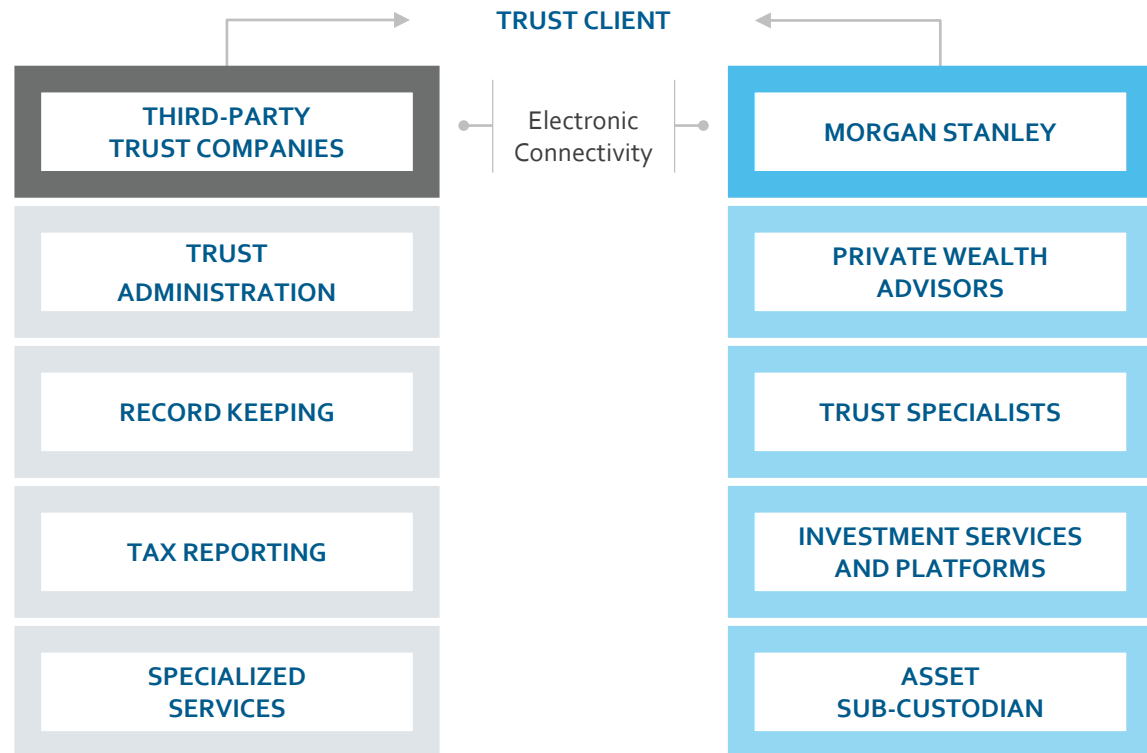 TRUST CLIENT
THIRD-PARTY
TRUST COMPANIES
Electronic
Connectivity
MORGAN STANLEY
TRUST
ADMINISTRATION
PRIVATE WEALTH
ADVISORS
RECORD KEEPING
TRUST SPECIALISTS
TAX REPORTING
INVESTMENT SERVICES
AND PLATFORMS
SPECIALIZED
SERVICES
ASSET
SUB-CUSTODIAN